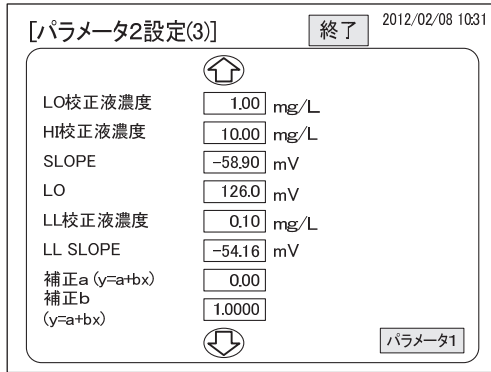 [パラメータ2設定(3)] 終了 2012/02/08 10:31
LO校正液濃度 1.00 mg/L
HI校正液濃度 10.00 mg/L
SLOPE -58.90 mV
LO 126.0 mV
LL校正液濃度 0.10 mg/L
LL SLOPE -54.16 mV
補正a (y=a+bx) 0.00
補正b
(y=a+bx) 1.0000
パラメータ1